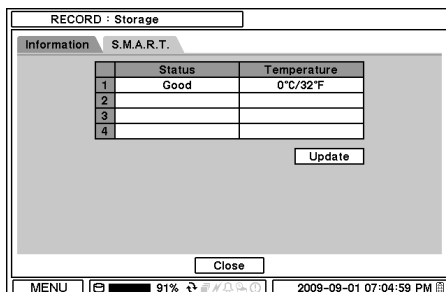 RECORD : Storage
Information S.M.A.R.T.
Status Temperature
1 Good 0°C/32°F
2
3
4
Update
Close
MENU 91% 2009-09-01 07:04:59 PM